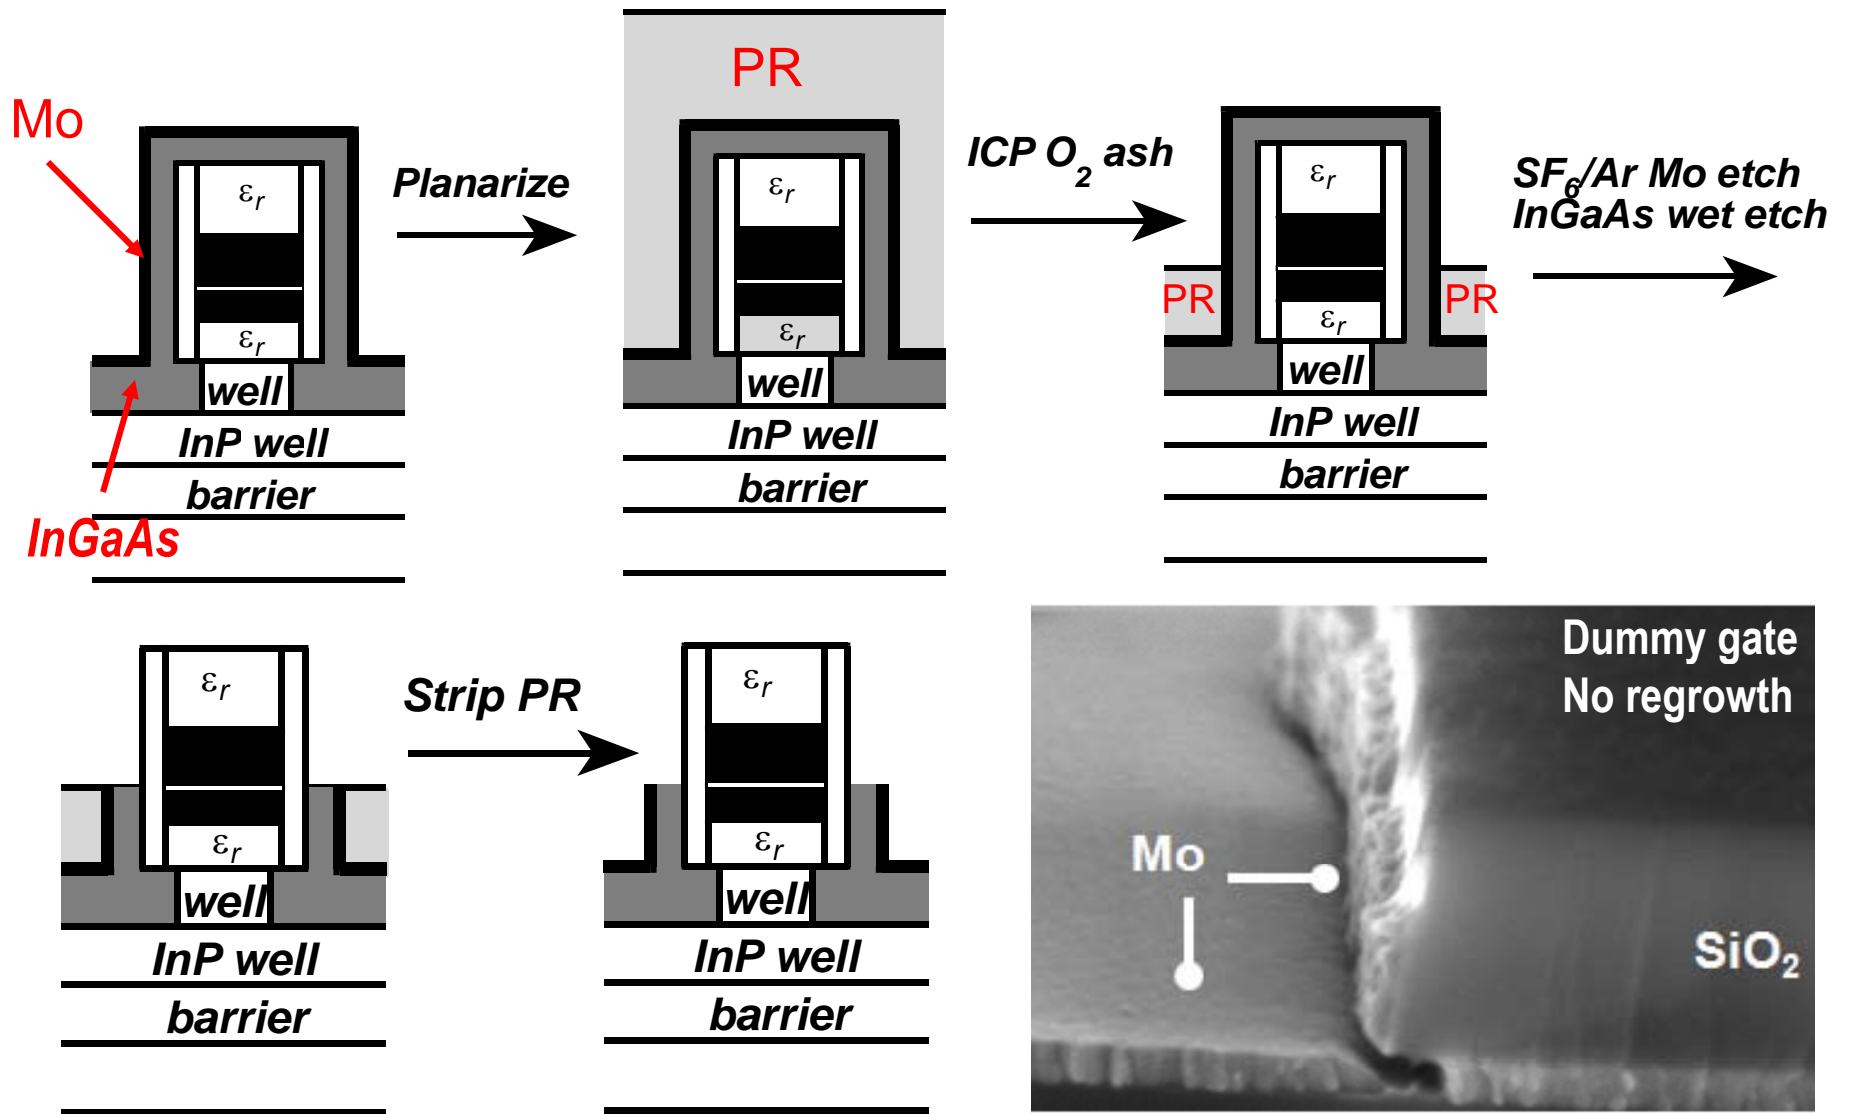 Mo
εr
εr
well
InP well
barrier
InGaAs
Planarize
PR
εr
εr
well
InP well
barrier
ICP O2 ash
εr
PR
PR
εr
well
InP well
barrier
SF6/Ar Mo etch
InGaAs wet etch
εr
εr
well
InP well
barrier
Strip PR
εr
εr
well
InP well
barrier
Dummy gate
No regrowth
Mo
SiO2